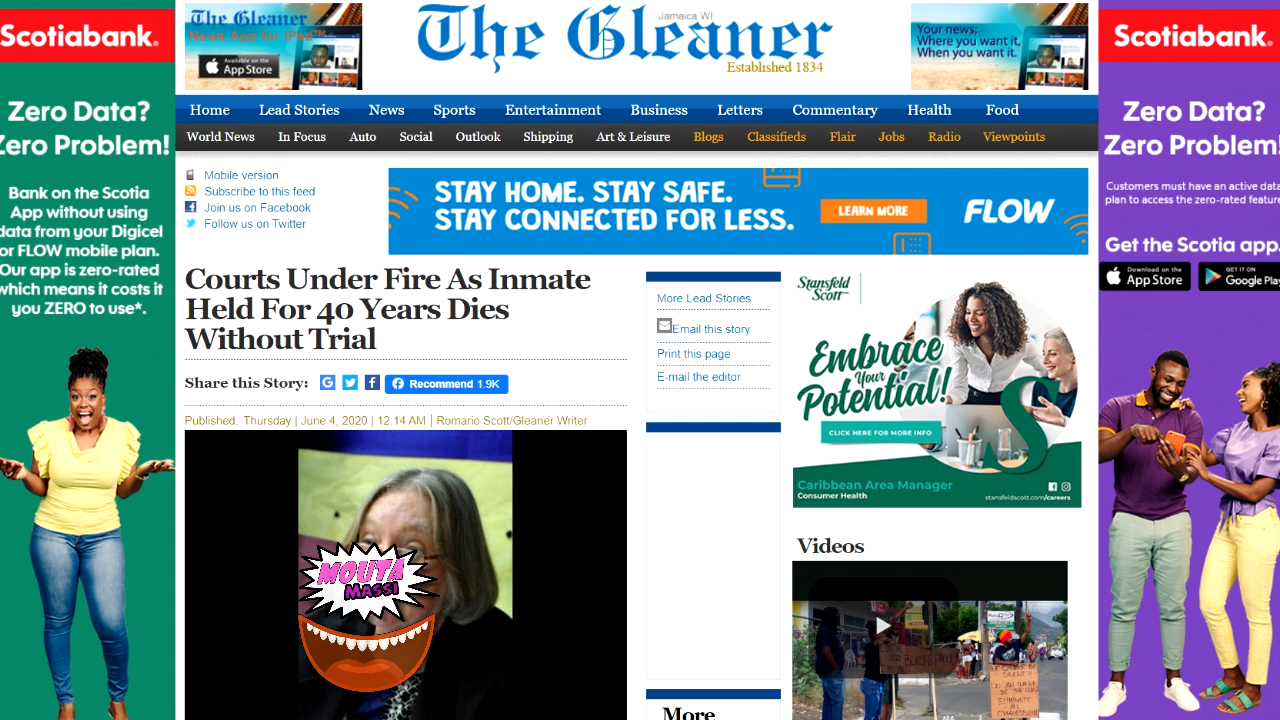 Scotiabank.
Zero Data?
Zero Problem!
Bank on the Scotia
App without using
data from your Digicel
or FLOW mobile plan.
Our app is zero-rated
which means it costs it
you ZERO to use*.
The Gleaner
News App for iPad™
Available on the
App Store
Jamaica WI
The Gleaner
Established 1834
Your news;
Where you want it,
When you want it.
Home Lead Stories News Sports Entertainment Business Letters Commentary Health Food
World News In Focus Auto Social Outlook Shipping Art & Leisure Blogs Classifieds Flair Jobs Radio Viewpoints
Mobile version
Subscribe to this feed
Join us on Facebook
Follow us on Twitter
STAY HOME. STAY SAFE.
STAY CONNECTED FOR LESS.
LEARN MORE
FLOW
Courts Under Fire As Inmate
Held For 40 Years Dies
Without Trial
Share this Story:
Recommend 1.9K
Published: Thursday | June 4, 2020 | 12:14 AM | Romario Scott/Gleaner Writer
MOUTA
MASSI
More Lead Stories
Email this story
Print this page
E-mail the editor
More
Stansfeld
Scott
Embrace
Your
Potential!
CLICK HERE FOR MORE INFO
Caribbean Area Manager
Consumer Health
stansfeldscott.com/careers
Videos
Scotiabank.
Zero Data?
Zero Problem!
Customers must have an active data
plan to access the zero-rated feature
Get the Scotia app.
Download on the
App Store
GET IT ON
Google Play